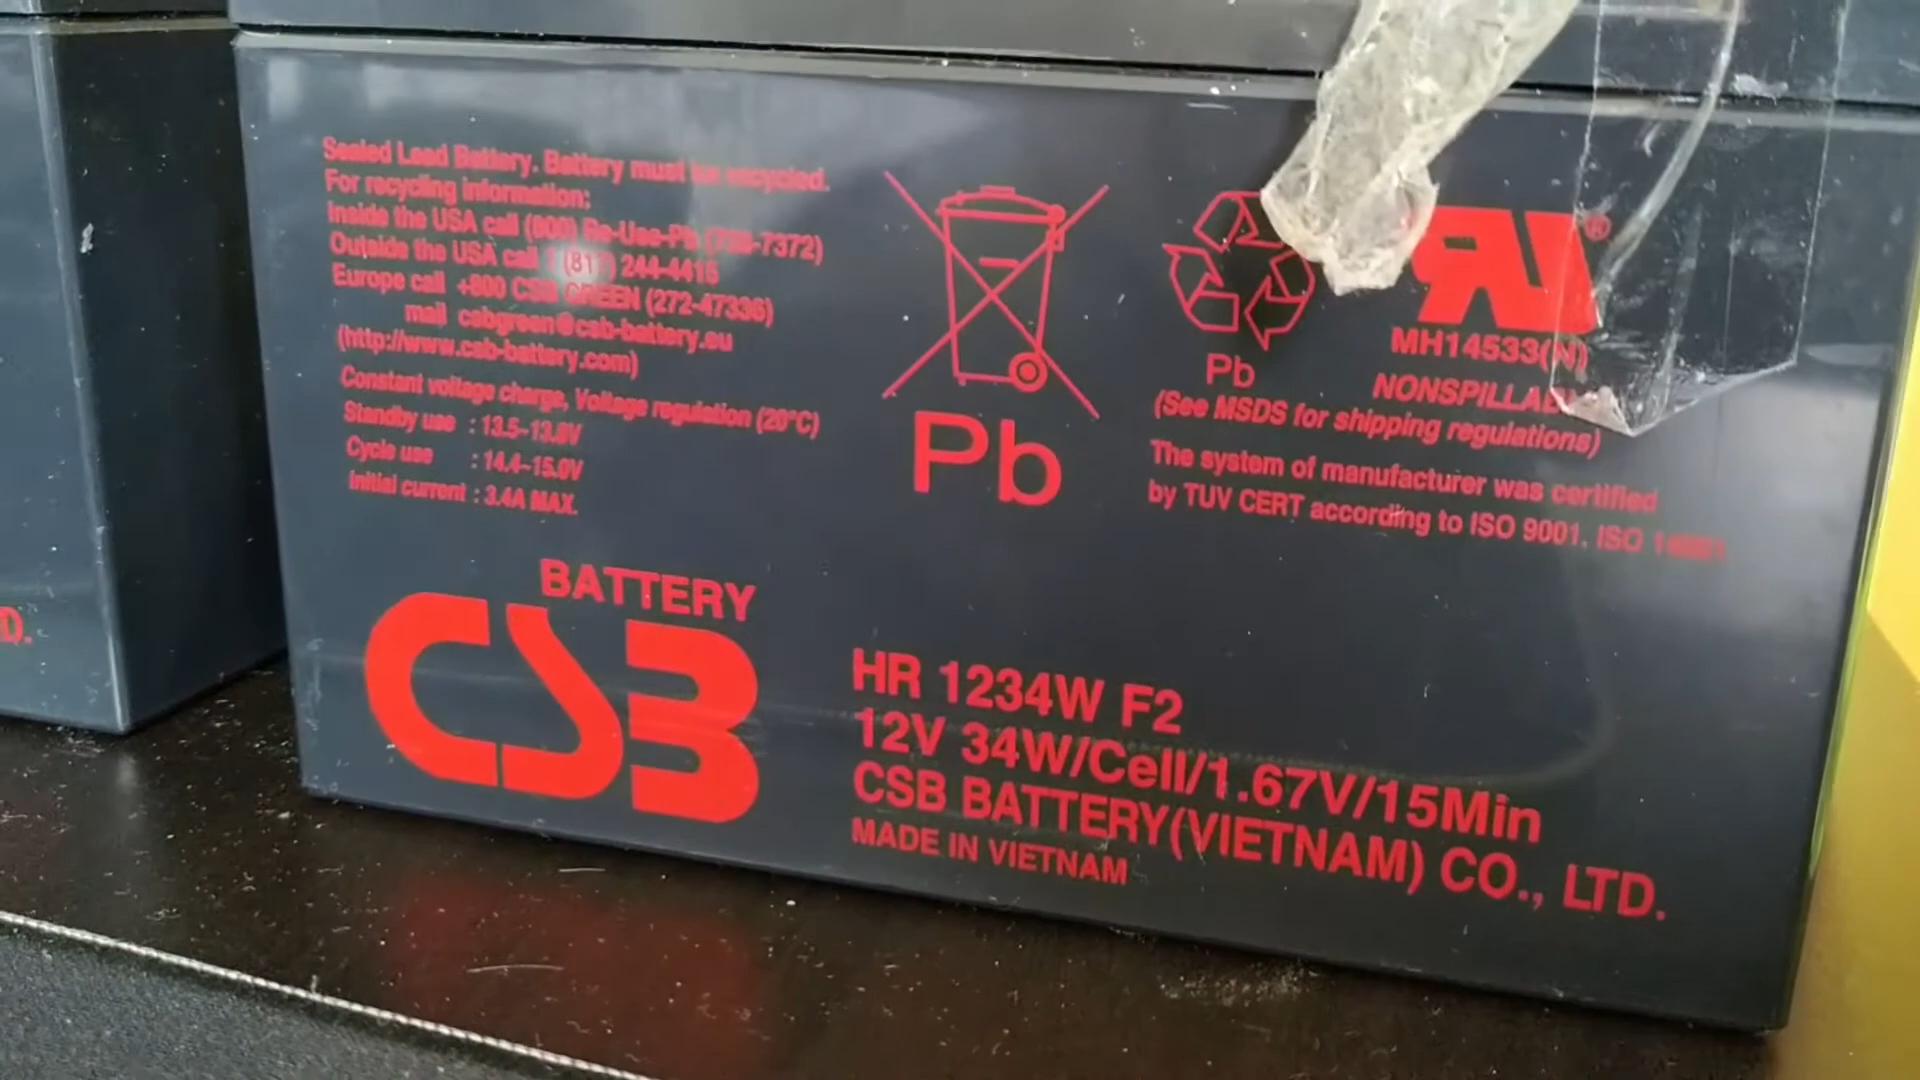 Sealed Lead Battery. Battery must be recycled.
For recycling information:
Inside the USA call (800) Re-Use-Pb (738-7372)
Outside the USA call 1 (817) 244-4415
Europe call +800 CSB GREEN (272-47336)
mail csbgreen@csb-battery.eu
(http://www.csb-battery.com)
Constant voltage charge, Voltage regulation (20°C)
Standby use : 13.5~13.8V
Cycle use : 14.4~15.0V
Initial current : 3.4A MAX.
Pb
Pb
®
MH14533(N)
(See MSDS for shipping regulations)
The system of manufacturer was certified
by TUV CERT according to ISO 9001, ISO
BATTERY
CSB
HR 1234W F2
12V 34W/Cell/1.67V/15Min
CSB BATTERY(VIETNAM) CO., LTD.
MADE IN VIETNAM
D.